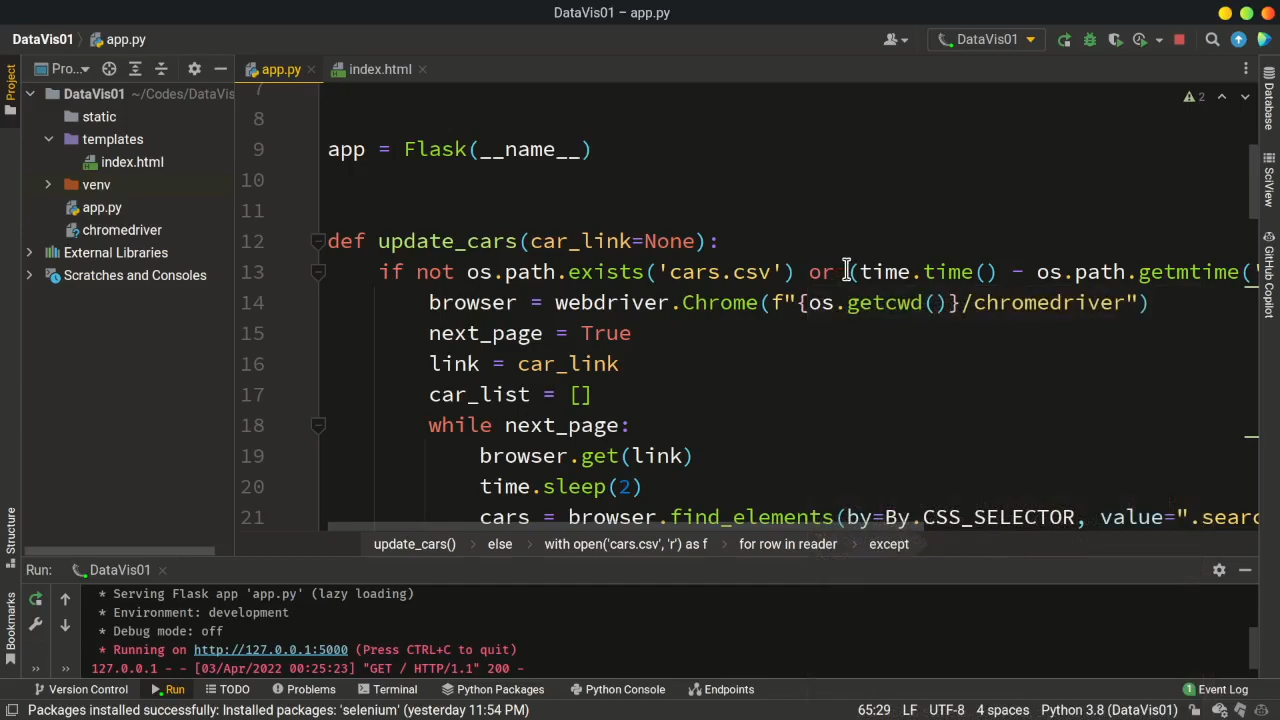 DataVis01 – app.py
DataVis01
app.py
DataVis01
Pro...
app.py
index.html
Project
DataVis01 ~/Codes/DataVis
static
templates
index.html
venv
app.py
chromedriver
External Libraries
Scratches and Consoles
2
7
8
9 app = Flask(__name__)
10
11
12 def update_cars(car_link=None):
13 if not os.path.exists('cars.csv') or (time.time() - os.path.getmtime('
14 browser = webdriver.Chrome(f"{os.getcwd()}/chromedriver")
15 next_page = True
16 link = car_link
17 car_list = []
18 while next_page:
19 browser.get(link)
20 time.sleep(2)
21 cars = browser.find_elements(by=By.CSS_SELECTOR, value=".searc
update_cars() else with open('cars.csv', 'r') as f for row in reader except
Database
SciView
GitHub Copilot
Structure
Bookmarks
Run: DataVis01
* Serving Flask app 'app.py' (lazy loading)
* Environment: development
* Debug mode: off
* Running on http://127.0.0.1:5000 (Press CTRL+C to quit)
127.0.0.1 - - [03/Apr/2022 00:25:23] "GET / HTTP/1.1" 200 -
Version Control Run TODO Problems Terminal Python Packages Python Console Endpoints 1 Event Log
Packages installed successfully: Installed packages: 'selenium' (yesterday 11:54 PM) 65:29 LF UTF-8 4 spaces Python 3.8 (DataVis01)